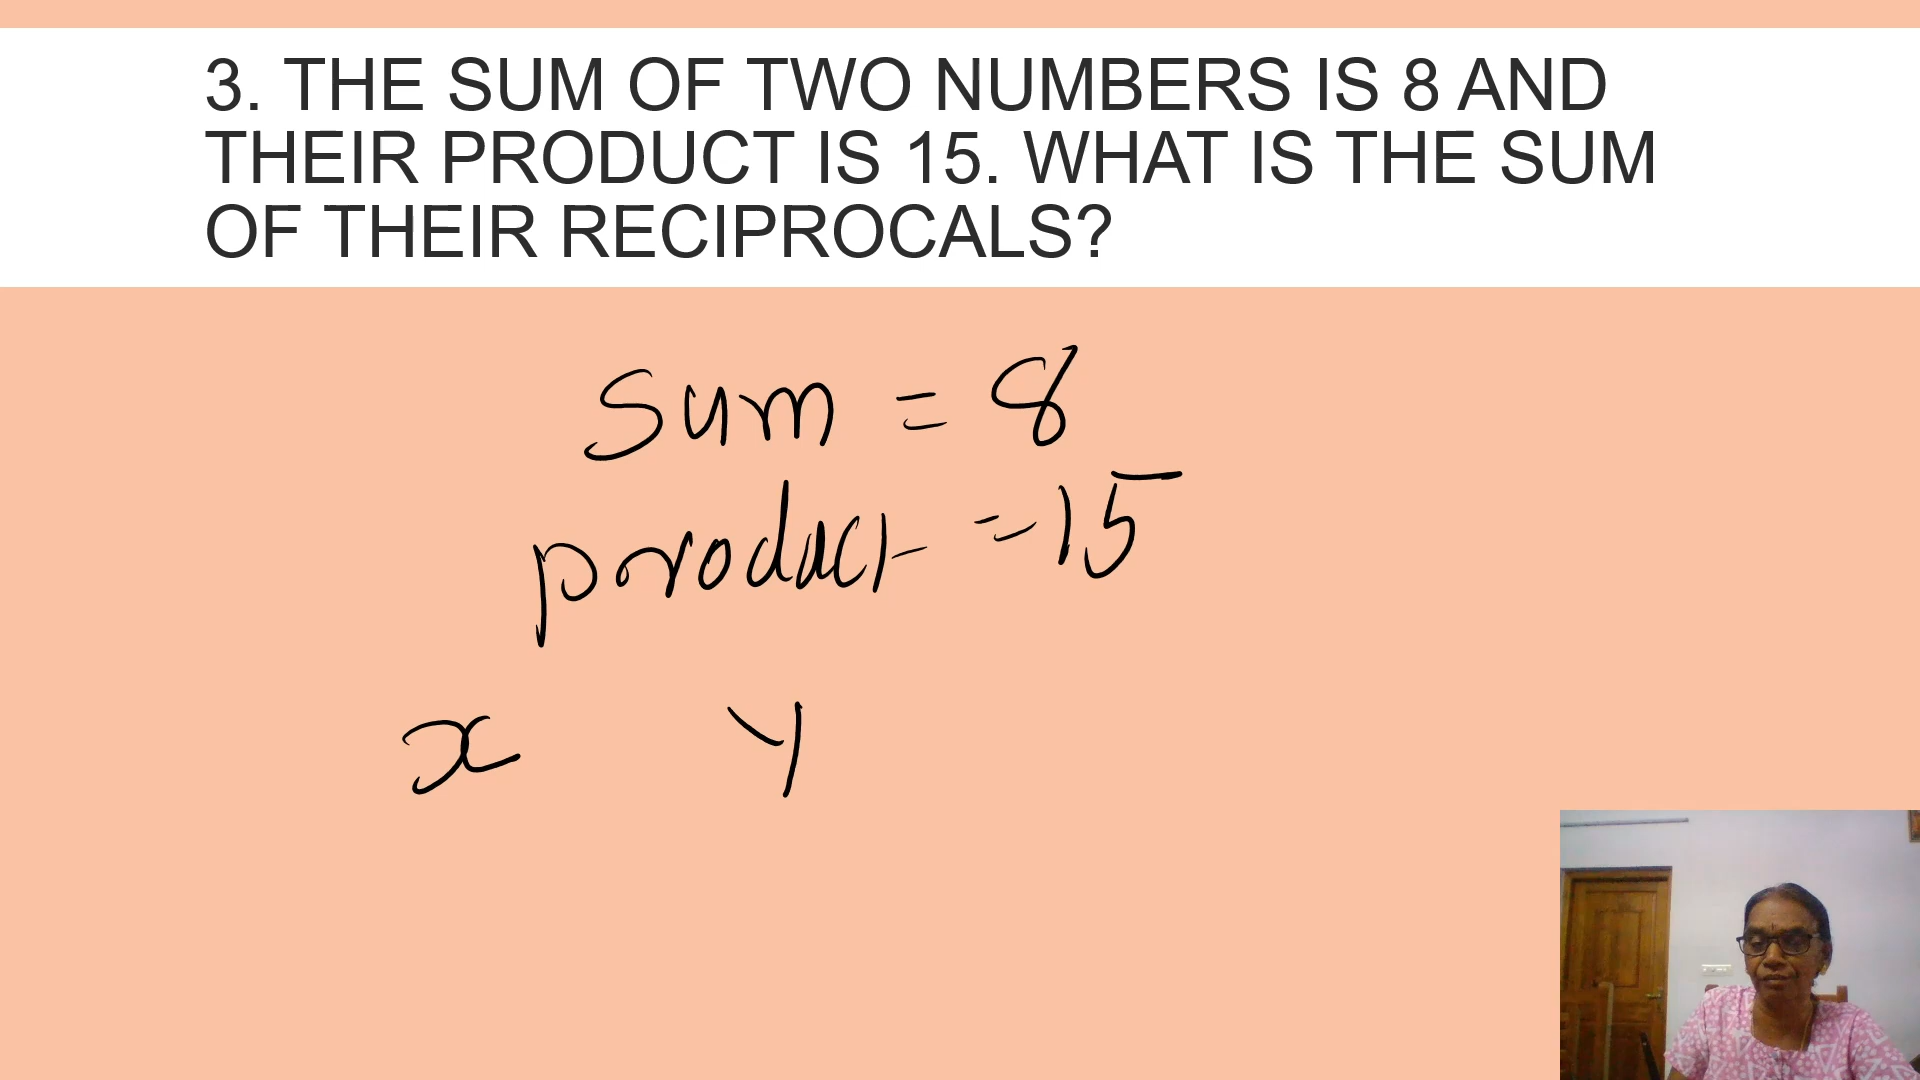 3. THE SUM OF TWO NUMBERS IS 8 AND
THEIR PRODUCT IS 15. WHAT IS THE SUM
OF THEIR RECIPROCALS?
Sum = 8
product = 15
x y